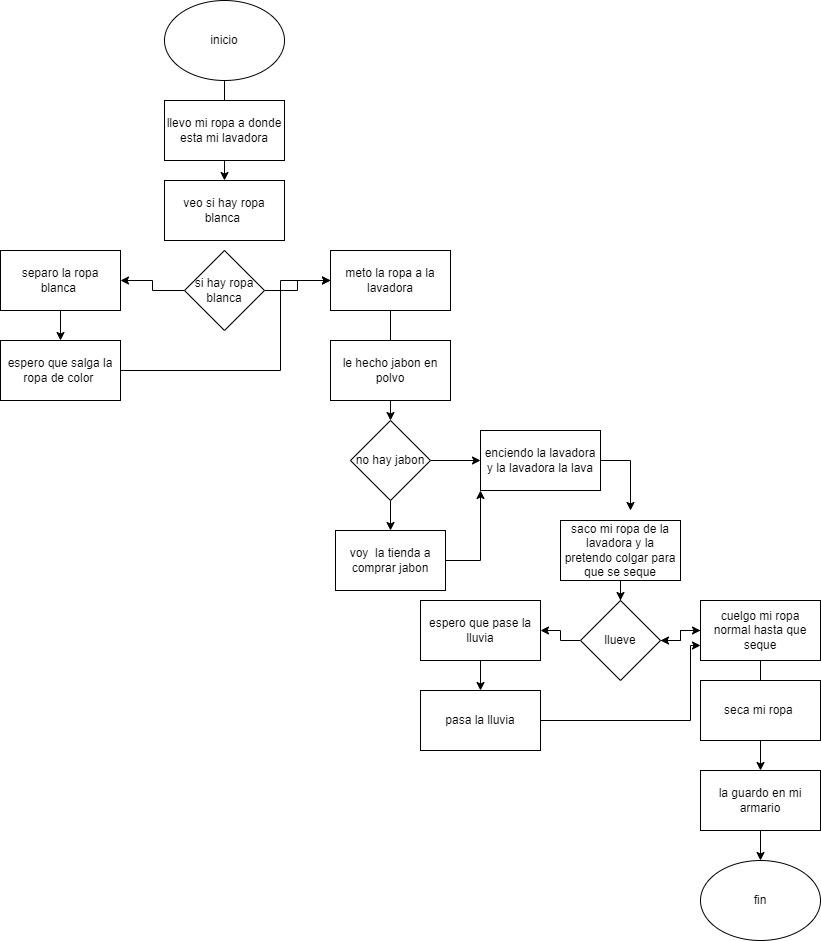 inicio
llevo mi ropa a donde
esta mi lavadora
veo si hay ropa
blanca
separo la ropa
blanca
si hay ropa
blanca
meto la ropa a la
lavadora
espero que salga la
ropa de color
le hecho jabon en
polvo
no hay jabon
enciendo la lavadora
y la lavadora la lava
voy la tienda a
comprar jabon
saco mi ropa de la
lavadora y la
pretendo colgar para
que se seque
espero que pase la
lluvia
llueve
cuelgo mi ropa
normal hasta que
seque
pasa la lluvia
seca mi ropa
la guardo en mi
armario
fin